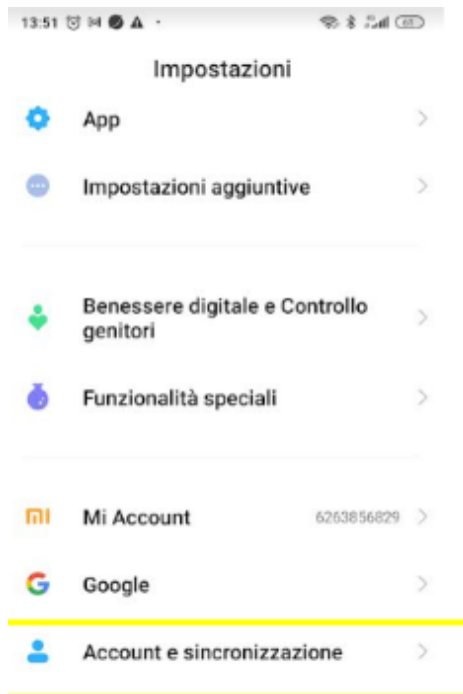 13:51
Impostazioni
App
Impostazioni aggiuntive
Benessere digitale e Controllo
genitori
Funzionalità speciali
Mi Account 6263856829
Google
Account e sincronizzazione